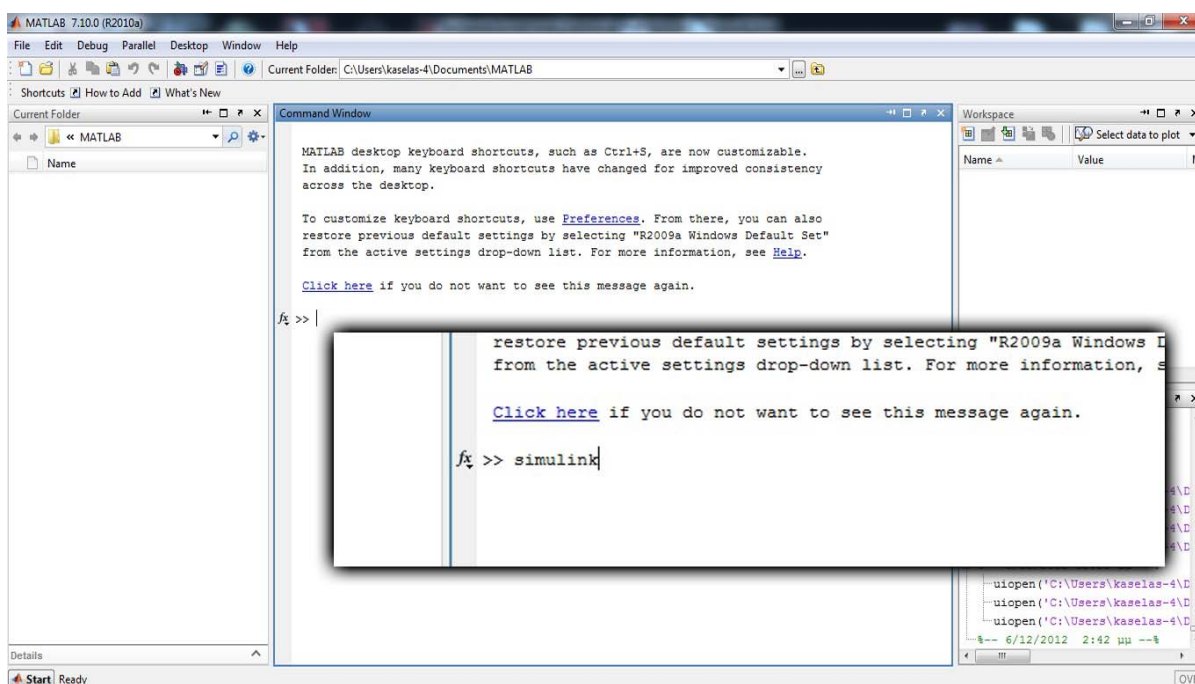 MATLAB 7.10.0 (R2010a)
File Edit Debug Parallel Desktop Window Help
Current Folder: C:\Users\kaselas-4\Documents\MATLAB
Shortcuts How to Add What's New
Current Folder
« MATLAB
Name
Details
Command Window
MATLAB desktop keyboard shortcuts, such as Ctrl+S, are now customizable.
In addition, many keyboard shortcuts have changed for improved consistency
across the desktop.
To customize keyboard shortcuts, use Preferences. From there, you can also
restore previous default settings by selecting "R2009a Windows Default Set"
from the active settings drop-down list. For more information, see Help.
Click here if you do not want to see this message again.
fx >>
restore previous default settings by selecting "R2009a Windows D
from the active settings drop-down list. For more information, s
Click here if you do not want to see this message again.
fx >> simulink
Workspace
Select data to plot
Name Value
4\D
4\D
4\D
4\D
uiopen('C:\Users\kaselas-4\D
uiopen('C:\Users\kaselas-4\D
uiopen('C:\Users\kaselas-4\D
%-- 6/12/2012 2:42 μμ --%
Start Ready
OVR